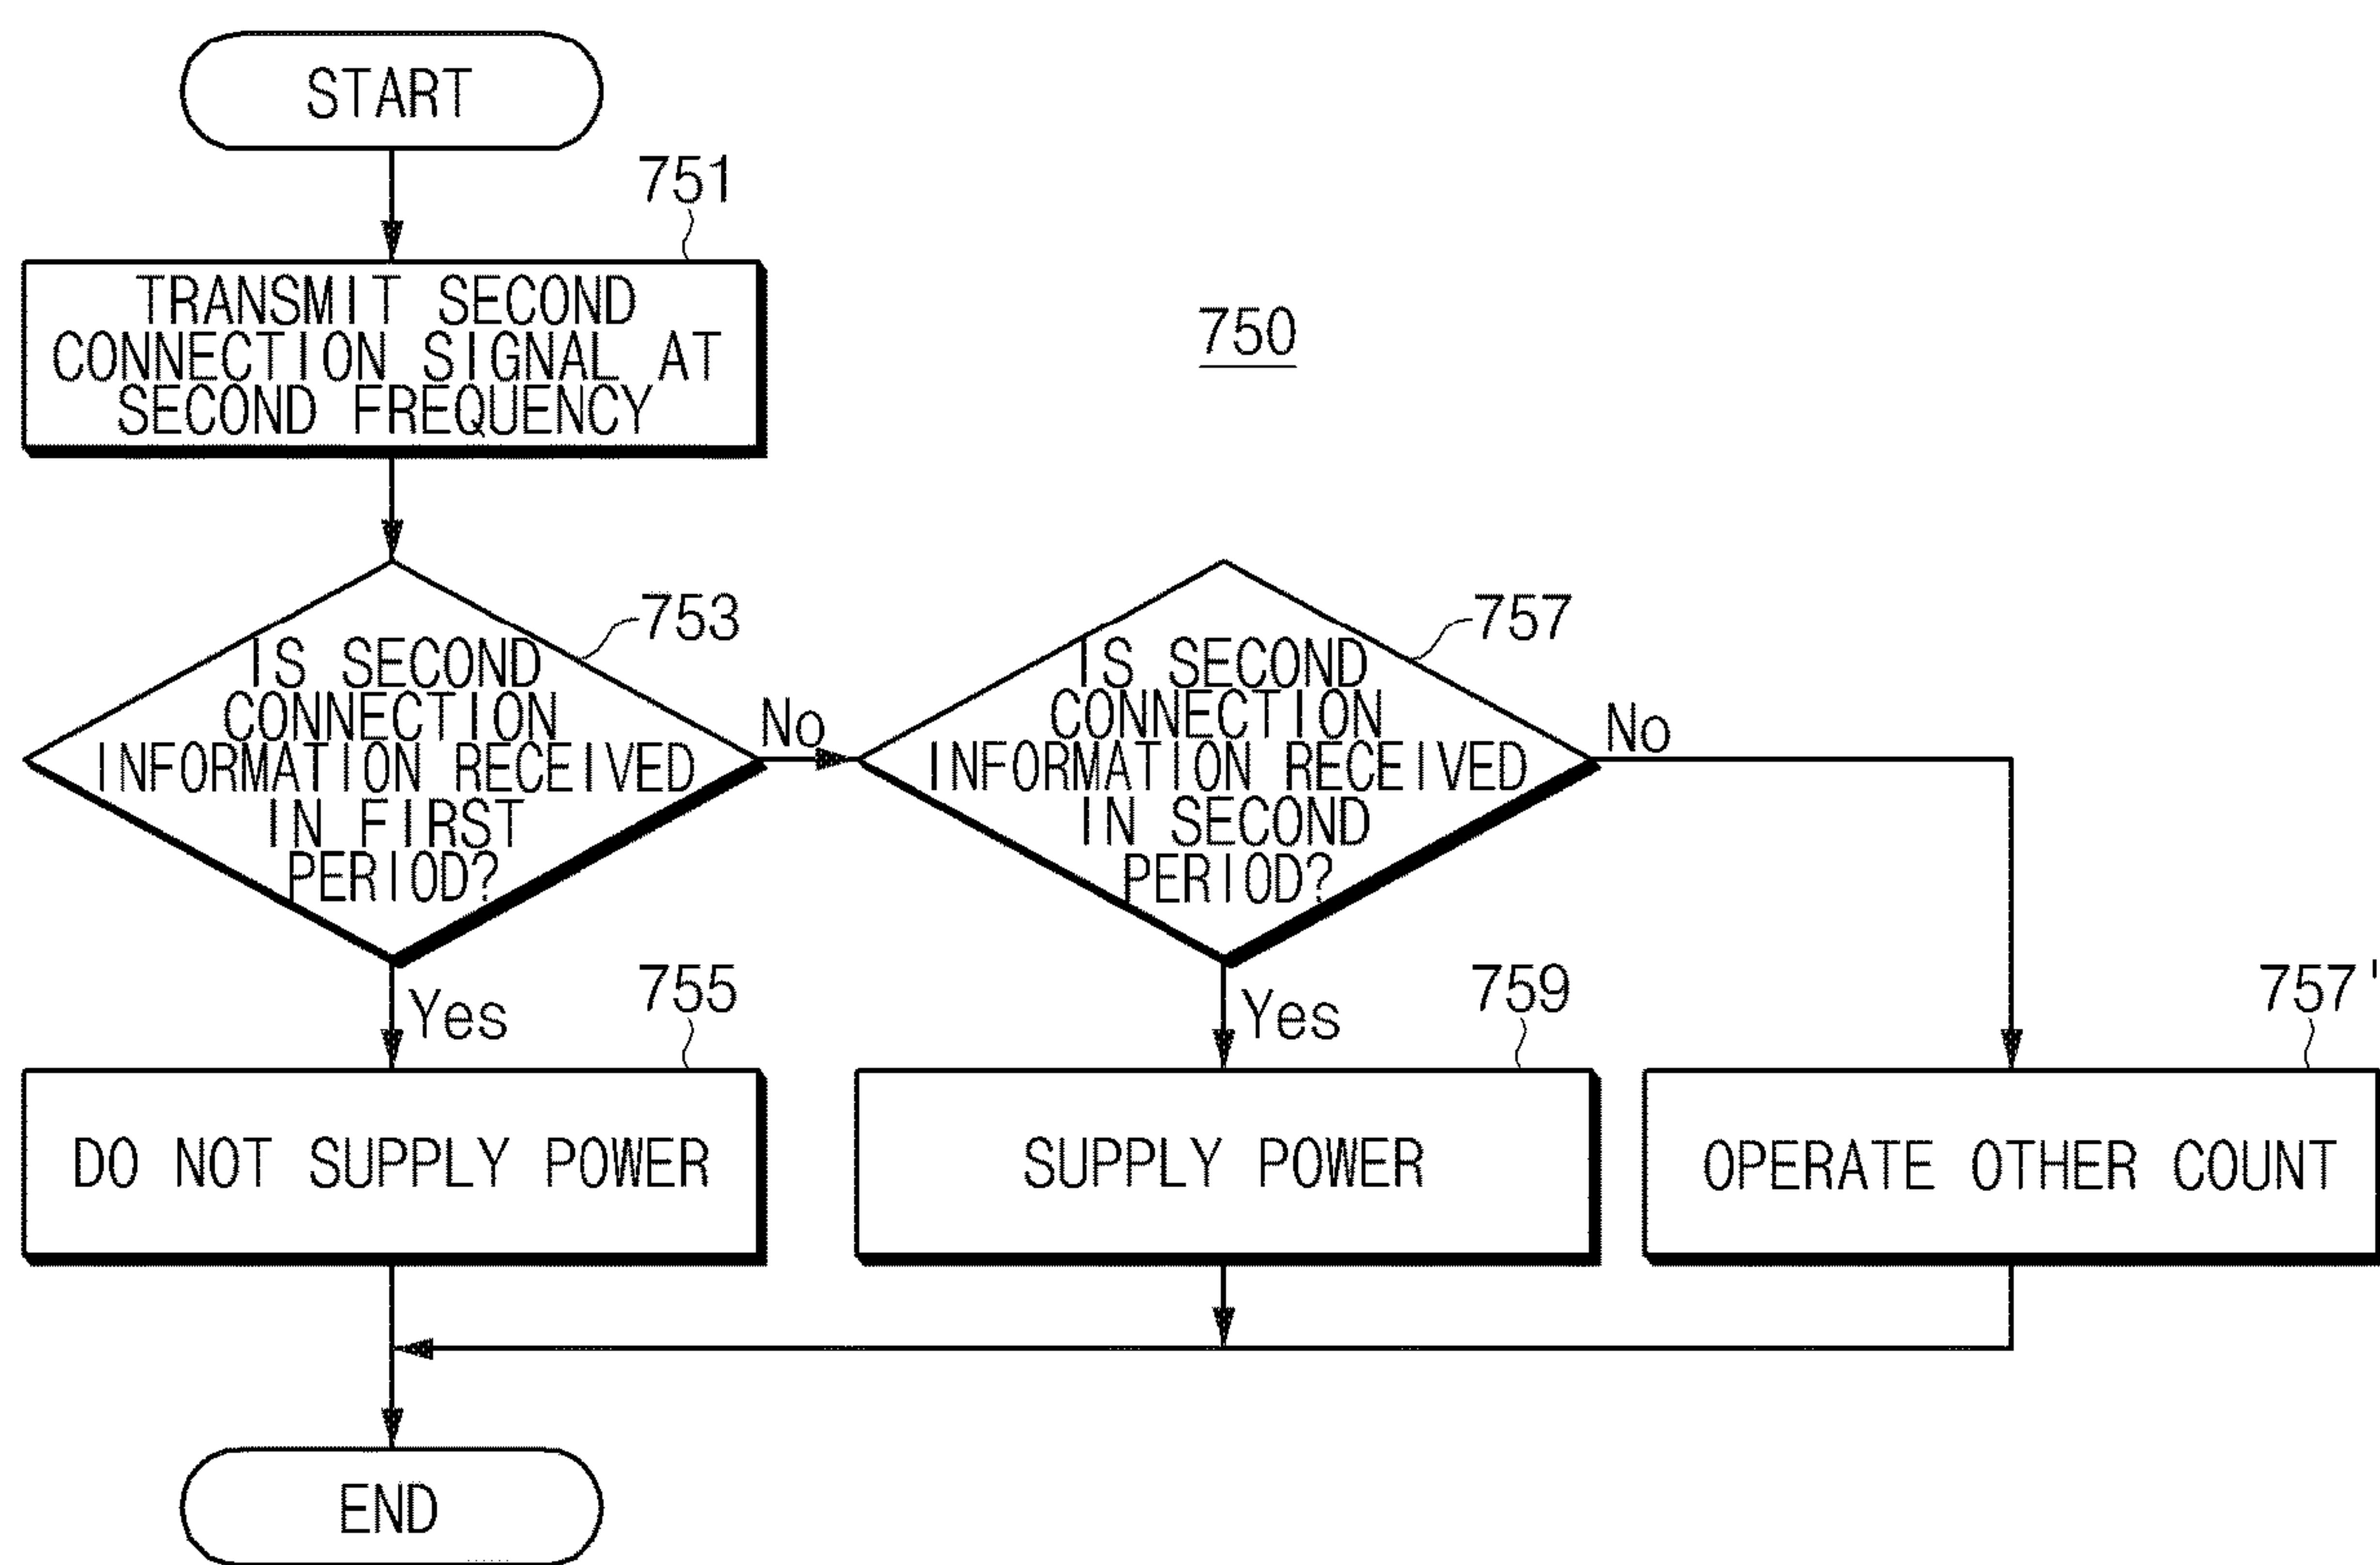 START
751
TRANSMIT SECOND
CONNECTION SIGNAL AT
SECOND FREQUENCY
750
753
IS SECOND
CONNECTION
INFORMATION RECEIVED
IN FIRST
PERIOD?
No
757
IS SECOND
CONNECTION
INFORMATION RECEIVED
IN SECOND
PERIOD?
No
Yes
755
DO NOT SUPPLY POWER
Yes
759
SUPPLY POWER
757'
OPERATE OTHER COUNT
END